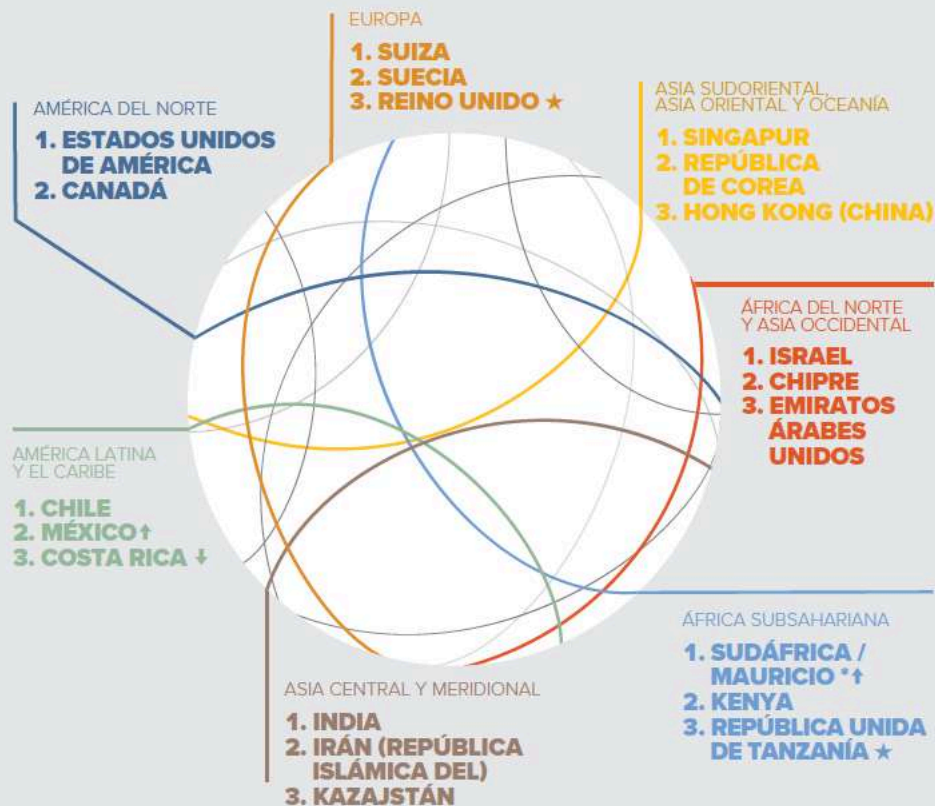 EUROPA
1. SUIZA
2. SUECIA
3. REINO UNIDO ★
AMÉRICA DEL NORTE
1. ESTADOS UNIDOS
DE AMÉRICA
2. CANADÁ
ASIA SUDORIENTAL,
ASIA ORIENTAL Y OCEANÍA
1. SINGAPUR
2. REPÚBLICA
DE COREA
3. HONG KONG (CHINA)
ÁFRICA DEL NORTE
Y ASIA OCCIDENTAL
1. ISRAEL
2. CHIPRE
3. EMIRATOS
ÁRABES
UNIDOS
AMÉRICA LATINA
Y EL CARIBE
1. CHILE
2. MÉXICO ↑
3. COSTA RICA ↓
ÁFRICA SUBSAHARIANA
1. SUDÁFRICA /
MAURICIO *↑
2. KENYA
3. REPÚBLICA UNIDA
DE TANZANÍA ★
ASIA CENTRAL Y MERIDIONAL
1. INDIA
2. IRÁN (REPÚBLICA
ISLÁMICA DEL)
3. KAZAJSTÁN